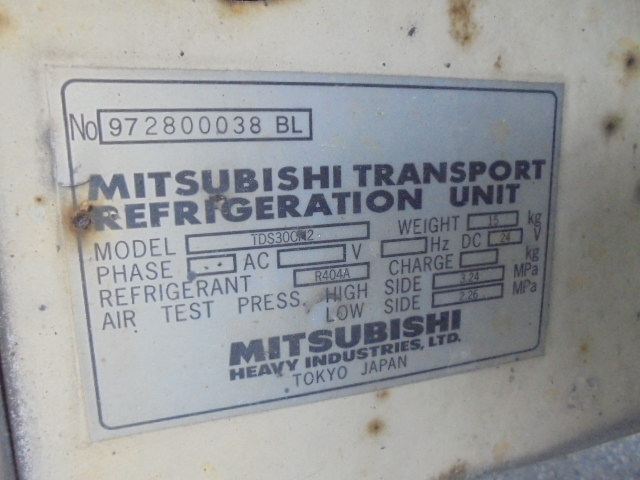 No 972800038 BL
MITSUBISHI TRANSPORT
REFRIGERATION UNIT
MODEL TDS30CM2 WEIGHT 15 kg
PHASE AC V Hz DC 24 V
REFRIGERANT R404A CHARGE kg
AIR TEST PRESS. HIGH SIDE 3.24 MPa
LOW SIDE 2.26 MPa
MITSUBISHI
HEAVY INDUSTRIES, LTD.
TOKYO JAPAN